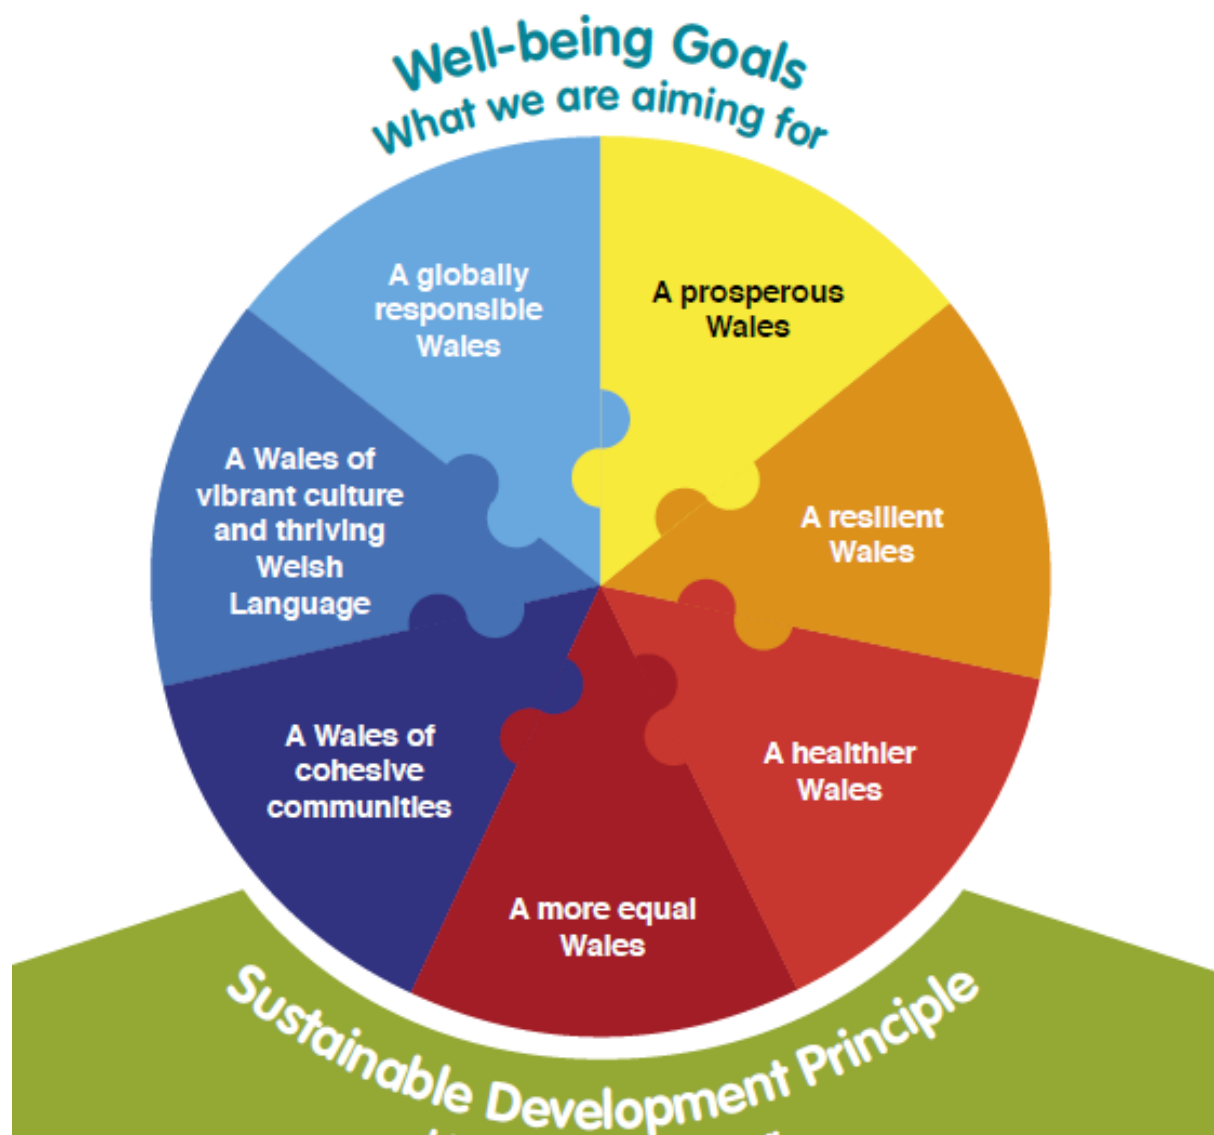 Well-being Goals
What we are aiming for
A globally
responsible
Wales
A prosperous
Wales
A Wales of
vibrant culture
and thriving
Welsh
Language
A resilient
Wales
A Wales of
cohesive
communities
A healthier
Wales
A more equal
Wales
Sustainable Development Principle